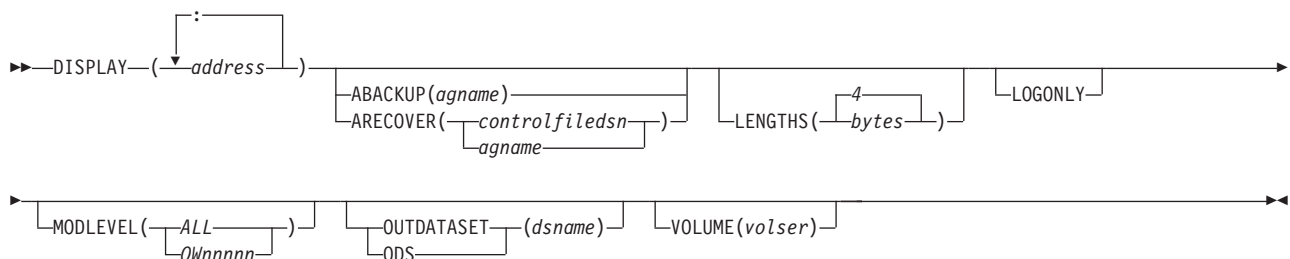 :
DISPLAY ( address )
ABACKUP(agname)
ARECOVER( controlfiledsn )
agname
4
LENGTHS( bytes )
LOGONLY
MODLEVEL( ALL )
OWnnnnn
OUTDATASET (dsname)
ODS
VOLUME(volser)